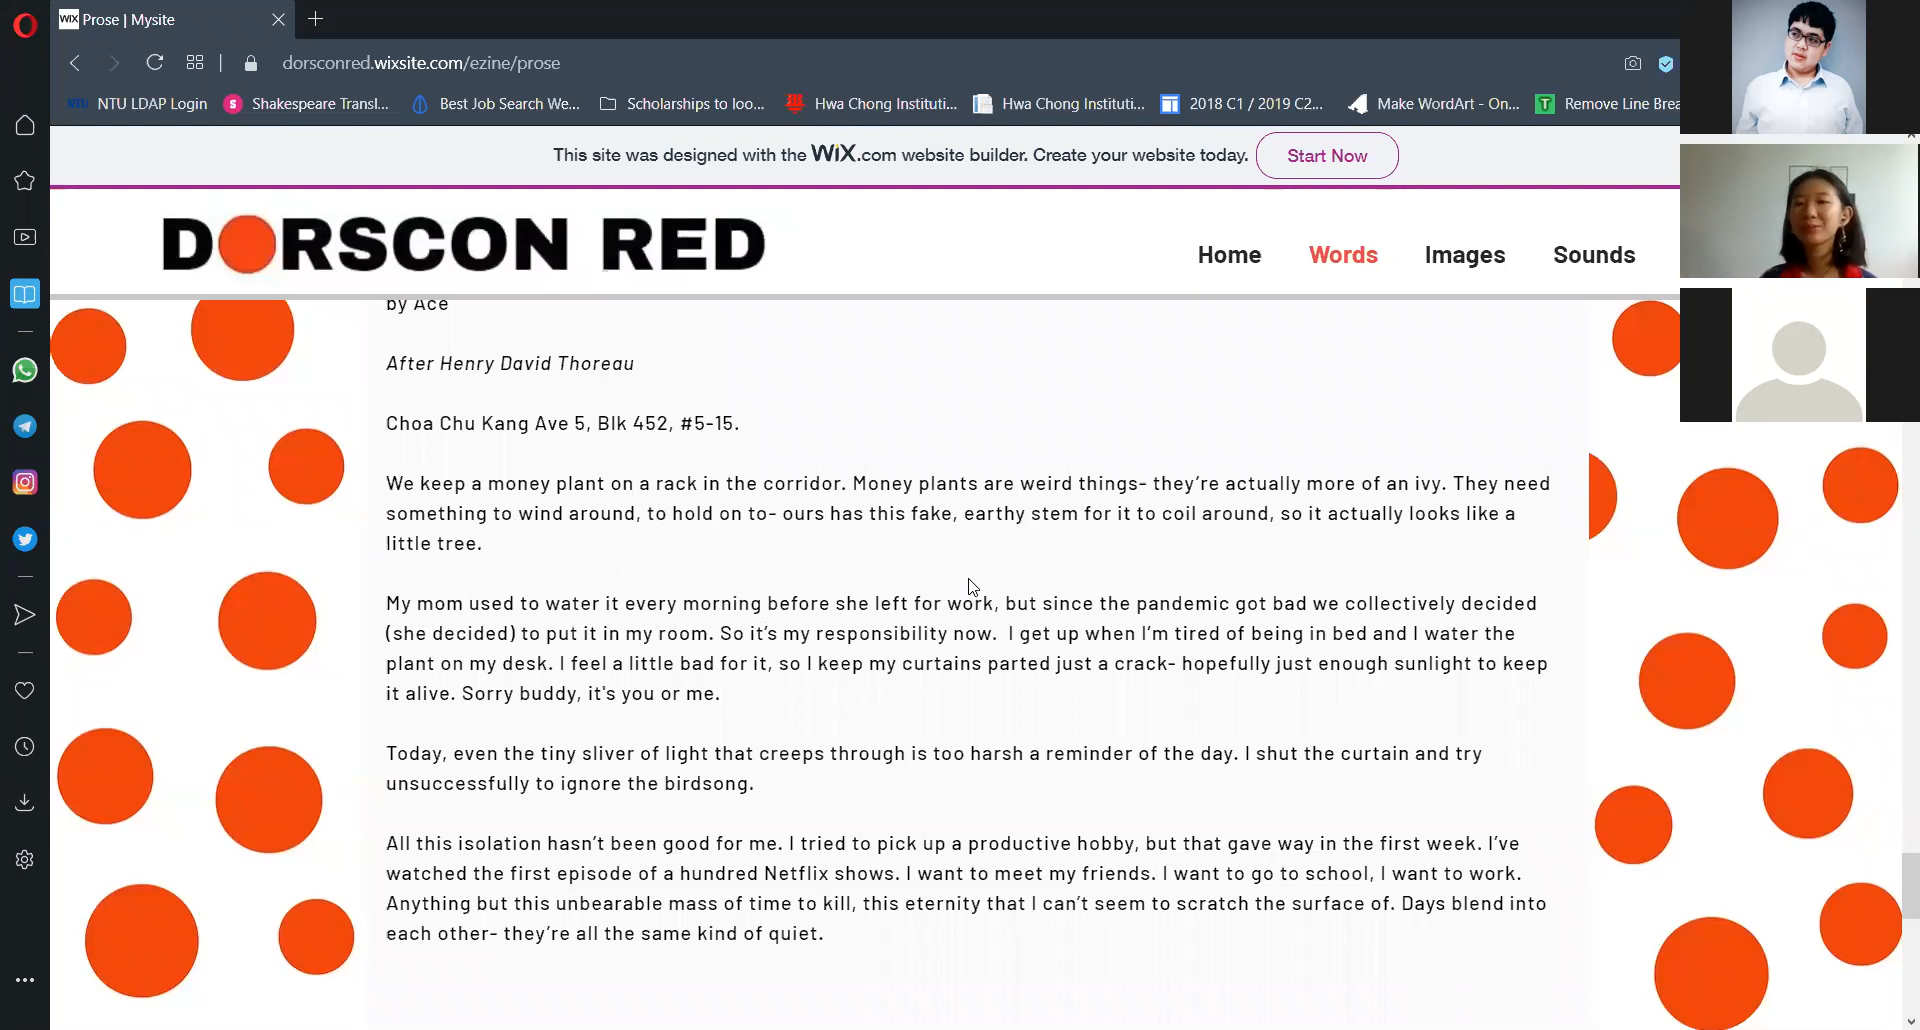 WIX Prose | Mysite
dorsconred.wixsite.com/ezine/prose
NTU NTU LDAP Login
S Shakespeare Transl...
Best Job Search We...
Scholarships to loo...
Hwa Chong Instituti...
Hwa Chong Instituti...
2018 C1 / 2019 C2...
Make WordArt - On...
T Remove Line Brea
This site was designed with the WiX.com website builder. Create your website today.
Start Now
DORSCON RED
Home
Words
Images
Sounds
by Ace
After Henry David Thoreau
Choa Chu Kang Ave 5, Blk 452, #5-15.
We keep a money plant on a rack in the corridor. Money plants are weird things- they're actually more of an ivy. They need
something to wind around, to hold on to- ours has this fake, earthy stem for it to coil around, so it actually looks like a
little tree.
My mom used to water it every morning before she left for work, but since the pandemic got bad we collectively decided
(she decided) to put it in my room. So it's my responsibility now.  I get up when I'm tired of being in bed and I water the
plant on my desk. I feel a little bad for it, so I keep my curtains parted just a crack- hopefully just enough sunlight to keep
it alive. Sorry buddy, it's you or me.
Today, even the tiny sliver of light that creeps through is too harsh a reminder of the day. I shut the curtain and try
unsuccessfully to ignore the birdsong.
All this isolation hasn't been good for me. I tried to pick up a productive hobby, but that gave way in the first week. I've
watched the first episode of a hundred Netflix shows. I want to meet my friends. I want to go to school, I want to work.
Anything but this unbearable mass of time to kill, this eternity that I can't seem to scratch the surface of. Days blend into
each other- they're all the same kind of quiet.